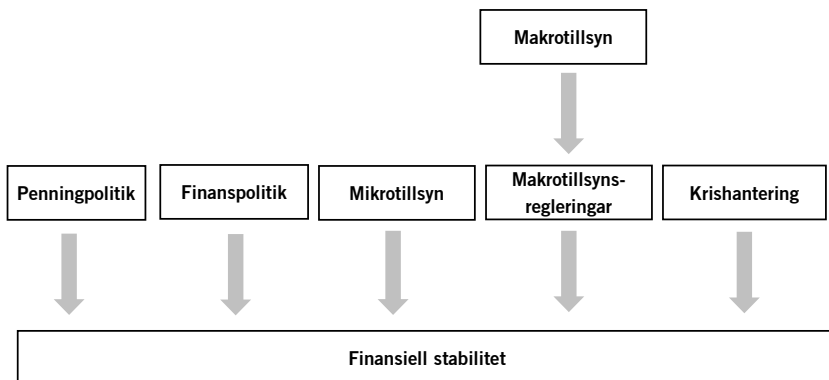 Makrotillsyn
Penningpolitik
Finanspolitik
Mikrotillsyn
Makrotillsyns-
regleringar
Krishantering
Finansiell stabilitet